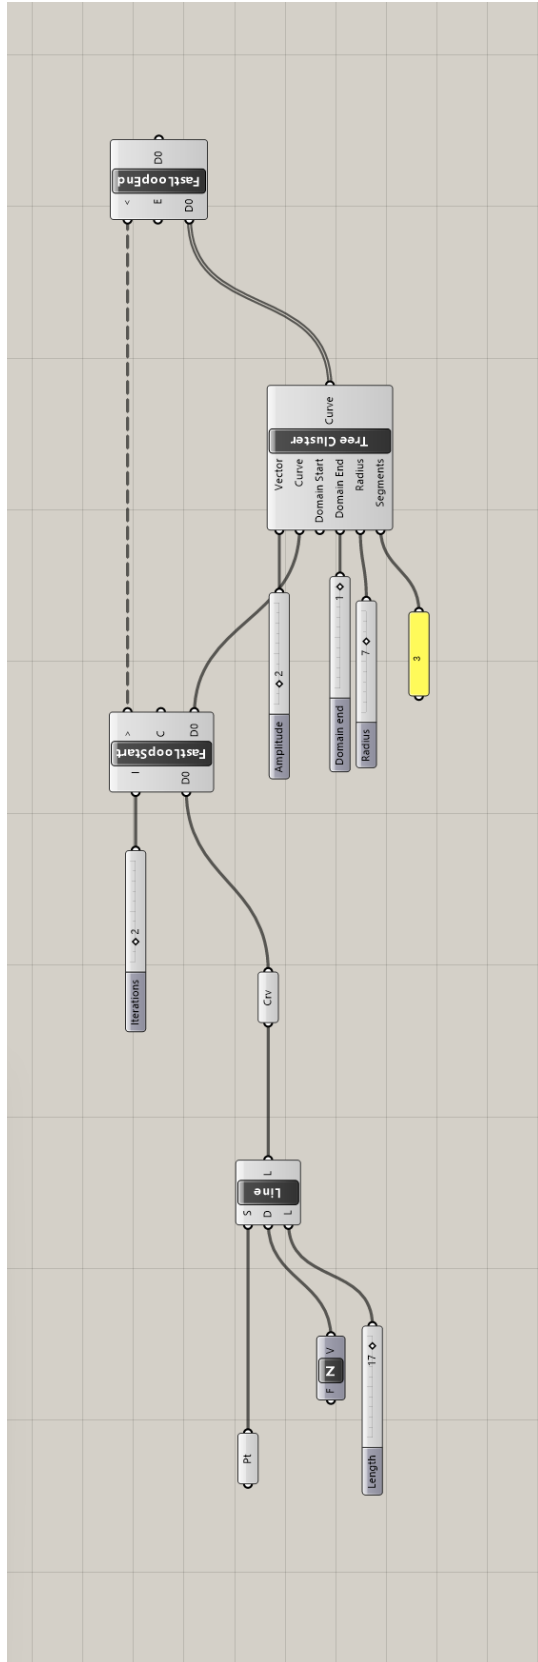 Pt
F
N
V
Length
17
S
D
L
Line
L
Crv
Iterations
2
I
D0
FastLoopStart
>
C
D0
Amplitude
2
Domain end
1
Radius
7
3
Vector
Curve
Domain Start
Domain End
Radius
Segments
Tree Cluster
Curve
<
E
D0
FastLoopEnd
D0